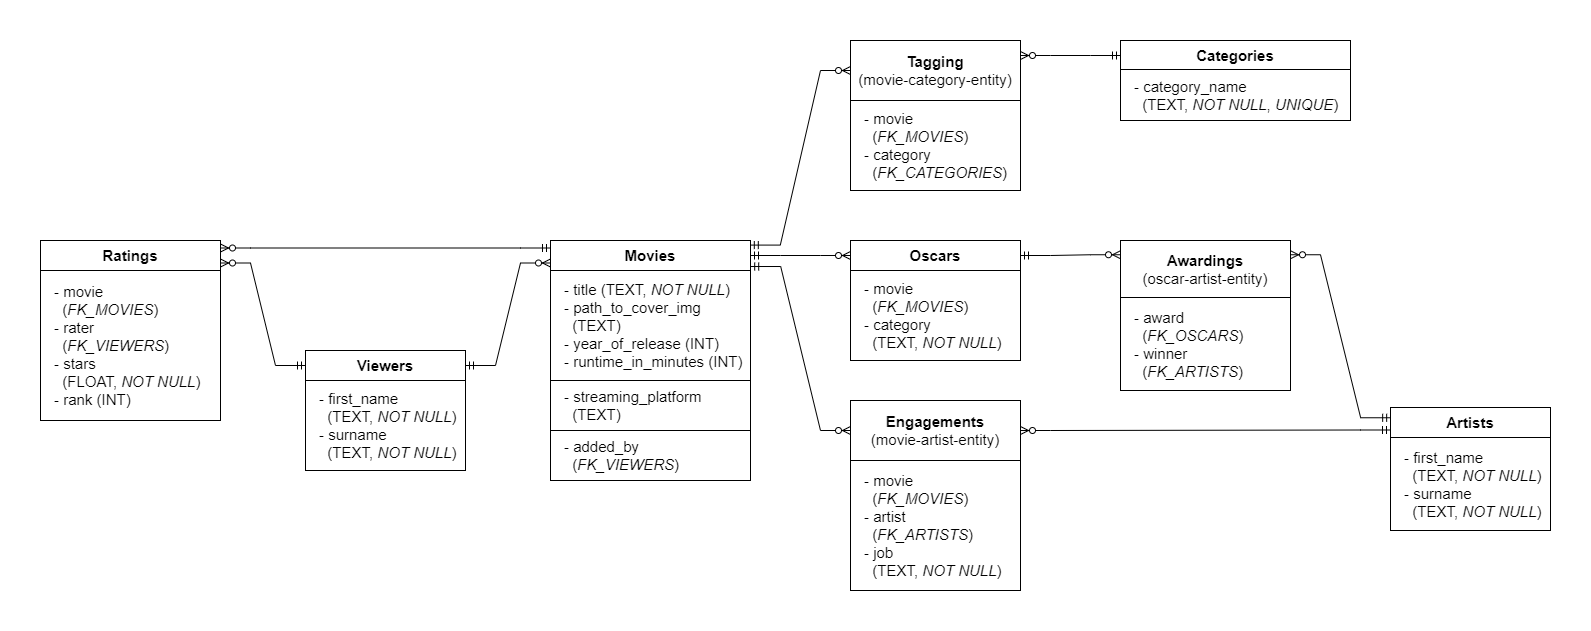 Tagging
(movie-category-entity)
- movie
(FK_MOVIES)
- category
(FK_CATEGORIES)
Categories
- category_name
(TEXT, NOT NULL, UNIQUE)
Ratings
- movie
(FK_MOVIES)
- rater
(FK_VIEWERS)
- stars
(FLOAT, NOT NULL)
- rank (INT)
Viewers
- first_name
(TEXT, NOT NULL)
- surname
(TEXT, NOT NULL)
Movies
- title (TEXT, NOT NULL)
- path_to_cover_img
(TEXT)
- year_of_release (INT)
- runtime_in_minutes (INT)
- streaming_platform
(TEXT)
- added_by
(FK_VIEWERS)
Oscars
- movie
(FK_MOVIES)
- category
(TEXT, NOT NULL)
Awardings
(oscar-artist-entity)
- award
(FK_OSCARS)
- winner
(FK_ARTISTS)
Engagements
(movie-artist-entity)
- movie
(FK_MOVIES)
- artist
(FK_ARTISTS)
- job
(TEXT, NOT NULL)
Artists
- first_name
(TEXT, NOT NULL)
- surname
(TEXT, NOT NULL)